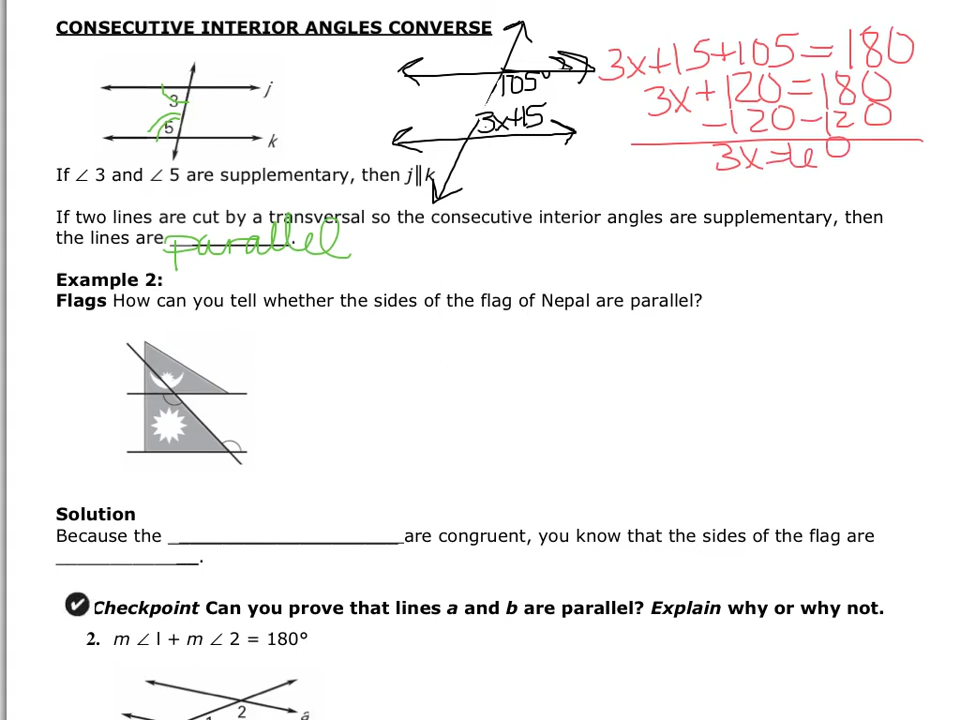 CONSECUTIVE INTERIOR ANGLES CONVERSE
3 j
5 k
105°
3x+15
3x+15+105=180
3x+120=180
-120-120
3x=60
If ∠ 3 and ∠ 5 are supplementary, then j∥k
If two lines are cut by a transversal so the consecutive interior angles are supplementary, then
the lines are parallel.
Example 2:
Flags How can you tell whether the sides of the flag of Nepal are parallel?
Solution
Because the ______________________are congruent, you know that the sides of the flag are
______________.
Checkpoint Can you prove that lines a and b are parallel? Explain why or why not.
2. m ∠ 1 + m ∠ 2 = 180°
2